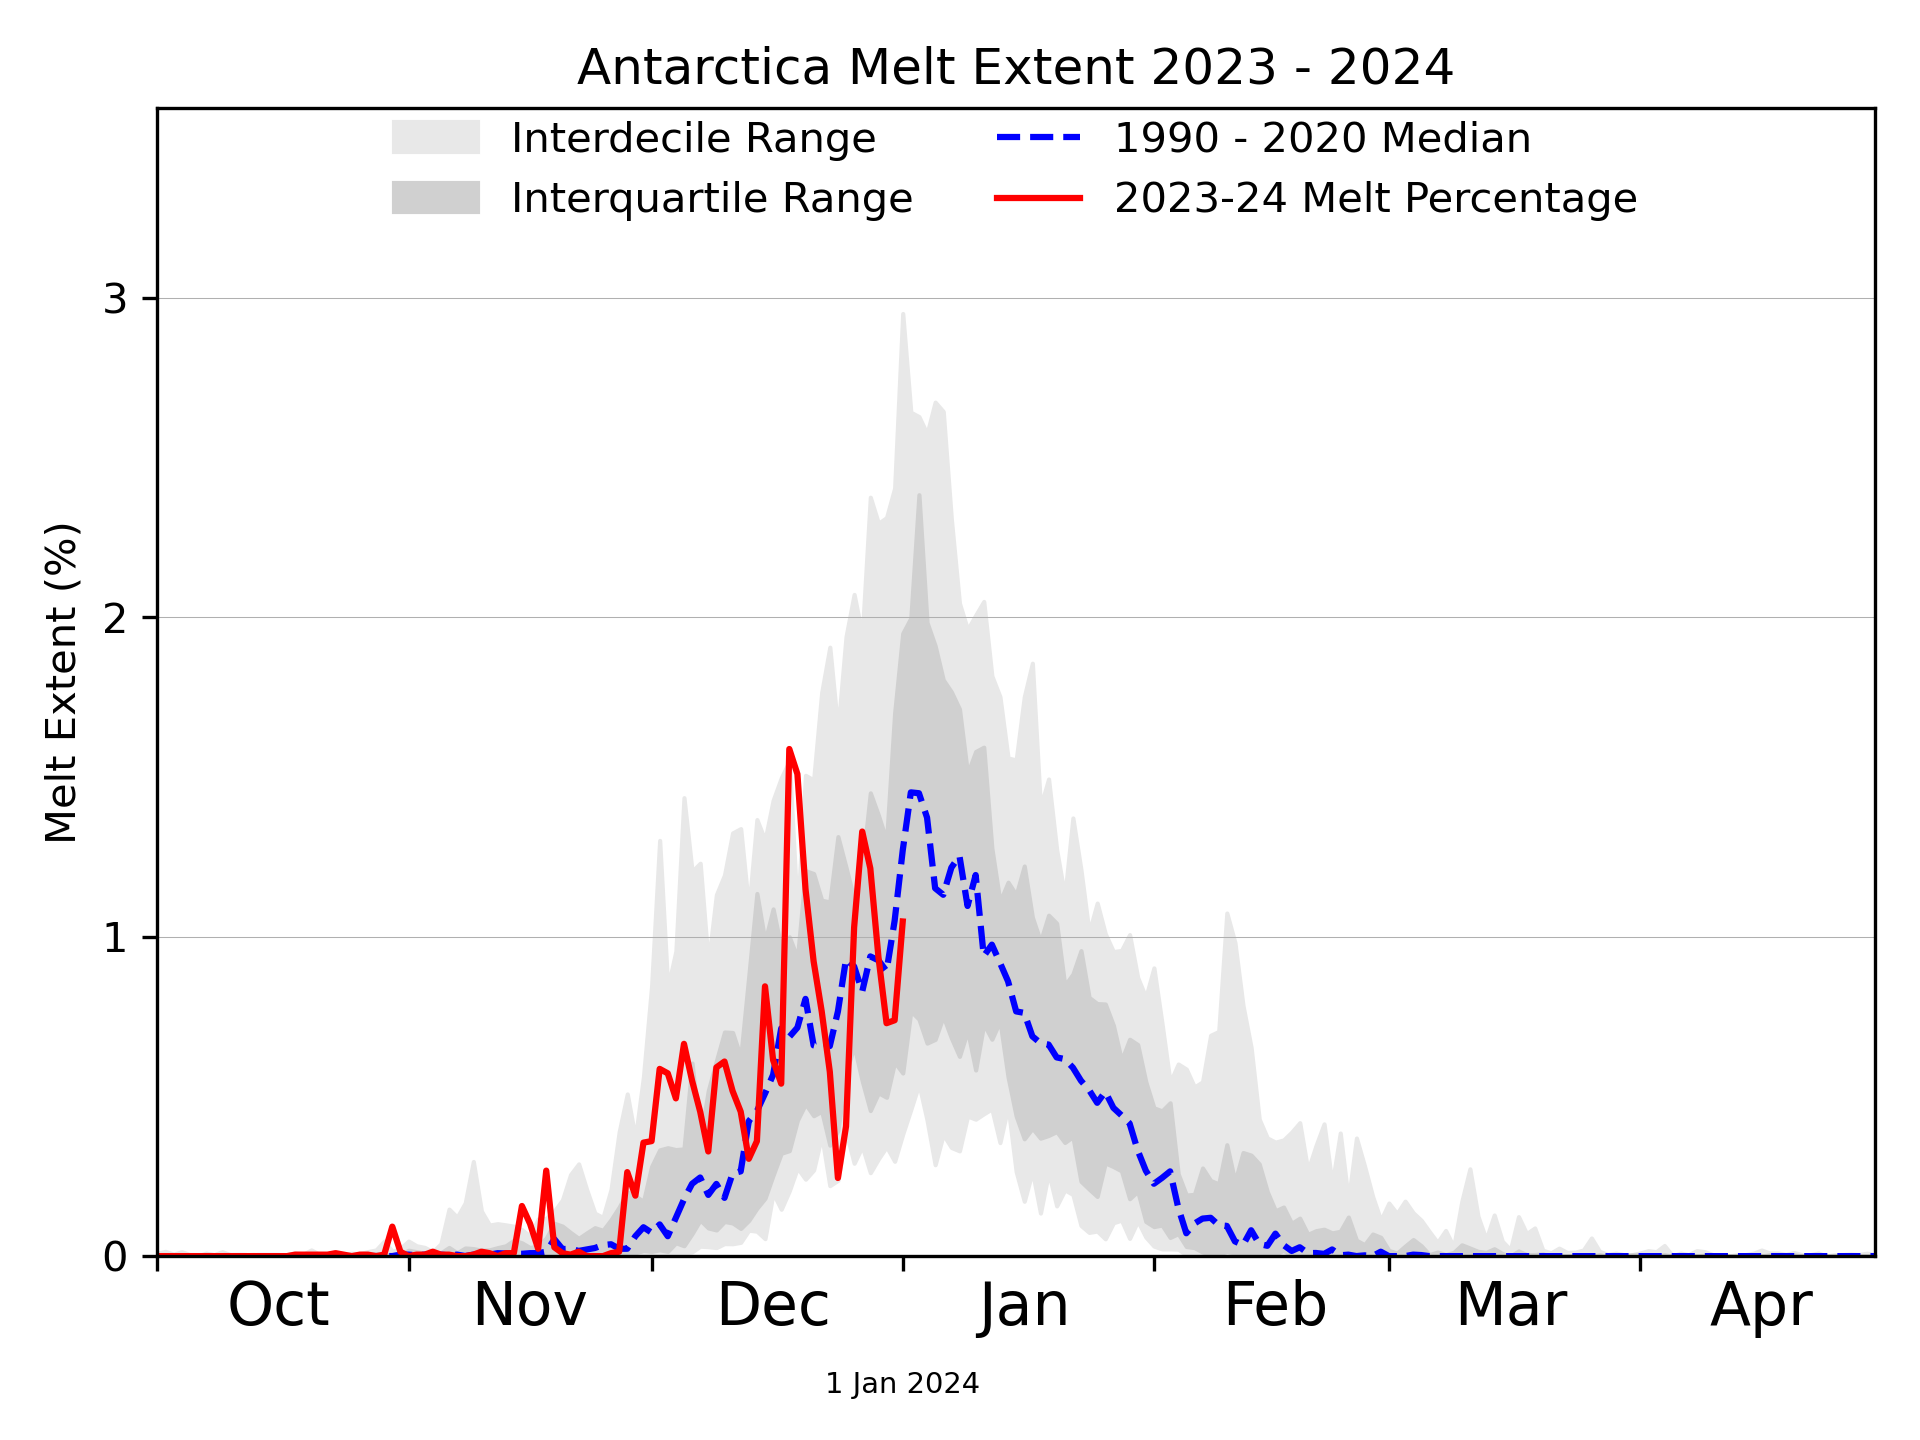 Antarctica Melt Extent 2023 - 2024
Interdecile Range
Interquartile Range
1990 - 2020 Median
2023-24 Melt Percentage
Melt Extent (%)
3
2
1
0
Oct Nov Dec Jan Feb Mar Apr
1 Jan 2024